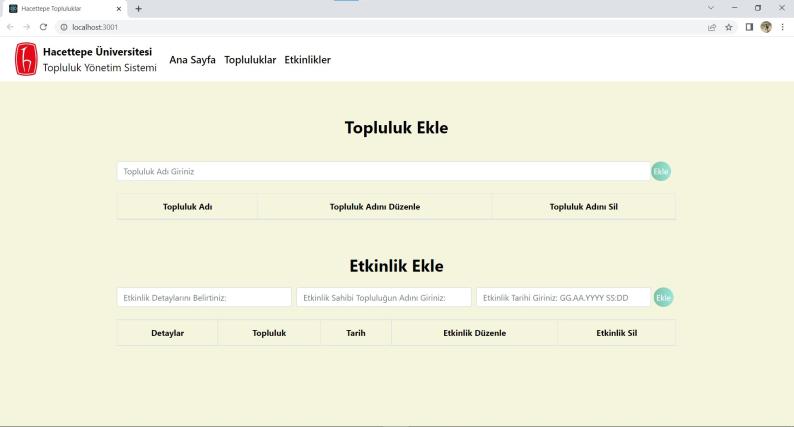 Hacettepe Topluluklar
localhost:3001
Hacettepe Üniversitesi
Topluluk Yönetim Sistemi
Ana Sayfa Topluluklar Etkinlikler
Topluluk Ekle
Topluluk Adı Giriniz Ekle
Topluluk Adı Topluluk Adını Düzenle Topluluk Adını Sil
Etkinlik Ekle
Etkinlik Detaylarını Belirtiniz: Etkinlik Sahibi Topluluğun Adını Giriniz: Etkinlik Tarihi Giriniz: GG.AA.YYYY SS:DD Ekle
Detaylar Topluluk Tarih Etkinlik Düzenle Etkinlik Sil